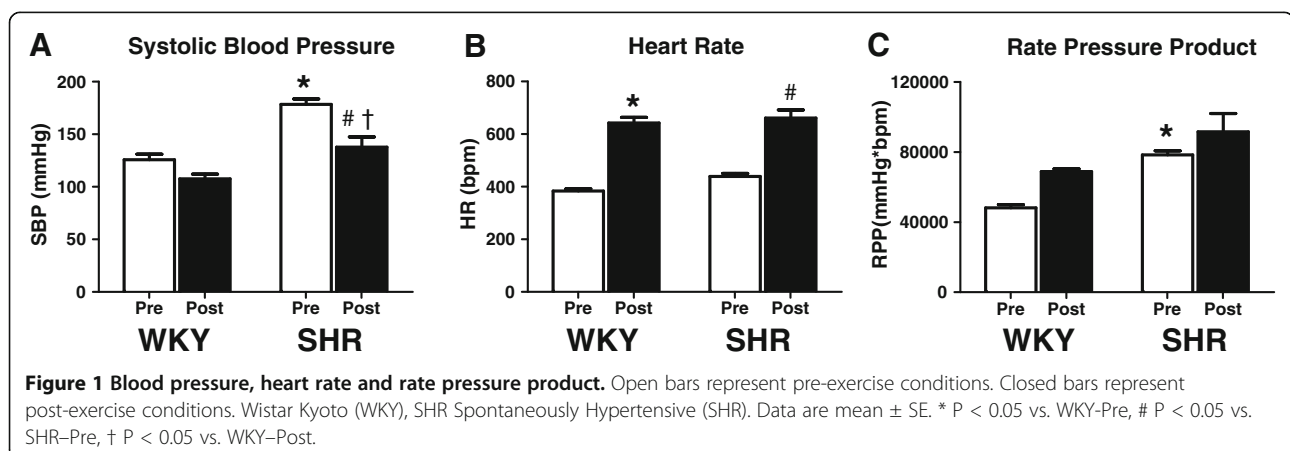 A Systolic Blood Pressure
200
150
100
50
0
SBP (mmHg)
*
# †
Pre Post Pre Post
WKY SHR
B Heart Rate
800
600
400
200
0
HR (bpm)
*
#
Pre Post Pre Post
WKY SHR
C Rate Pressure Product
120000
80000
40000
0
RPP(mmHg*bpm)
*
Pre Post Pre Post
WKY SHR
Figure 1 Blood pressure, heart rate and rate pressure product. Open bars represent pre-exercise conditions. Closed bars represent
post-exercise conditions. Wistar Kyoto (WKY), SHR Spontaneously Hypertensive (SHR). Data are mean ± SE. * P < 0.05 vs. WKY-Pre, # P < 0.05 vs.
SHR–Pre, † P < 0.05 vs. WKY–Post.